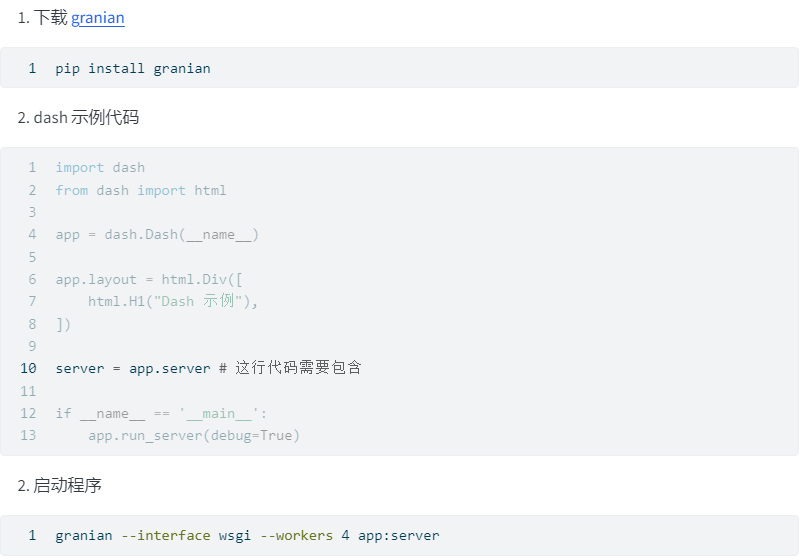 1. 下载 granian
1 pip install granian
2. dash 示例代码
1 import dash
2 from dash import html
3
4 app = dash.Dash(__name__)
5
6 app.layout = html.Div([
7     html.H1("Dash 示例"),
8 ])
9
10 server = app.server # 这行代码需要包含
11
12 if __name__ == '__main__':
13     app.run_server(debug=True)
2. 启动程序
1 granian --interface wsgi --workers 4 app:server